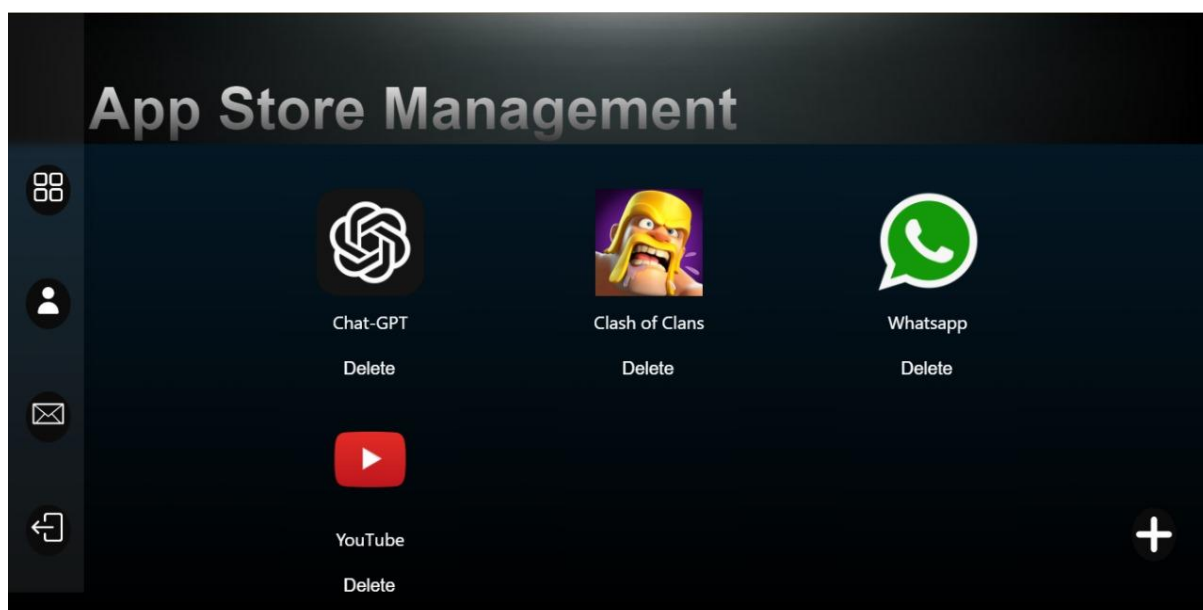 App Store Management
Chat-GPT
Clash of Clans
Whatsapp
Delete
Delete
Delete
YouTube
Delete